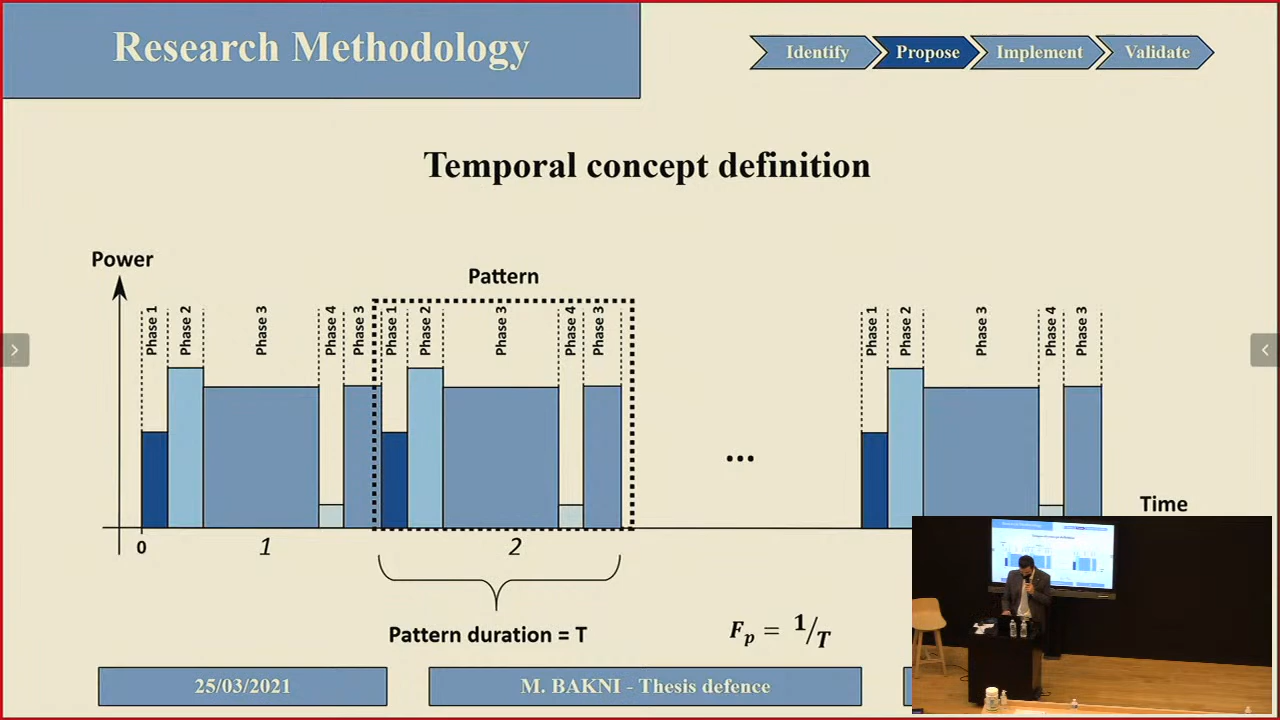 Research Methodology
Identify
Propose
Implement
Validate
Temporal concept definition
Power
Pattern
Phase 1
Phase 2
Phase 3
Phase 4
Phase 3
Phase 1
Phase 2
Phase 3
Phase 4
Phase 3
Phase 1
Phase 2
Phase 3
Phase 4
Phase 3
...
Time
0
1
2
Pattern duration = T
Fp = 1/T
25/03/2021
M. BAKNI - Thesis defence